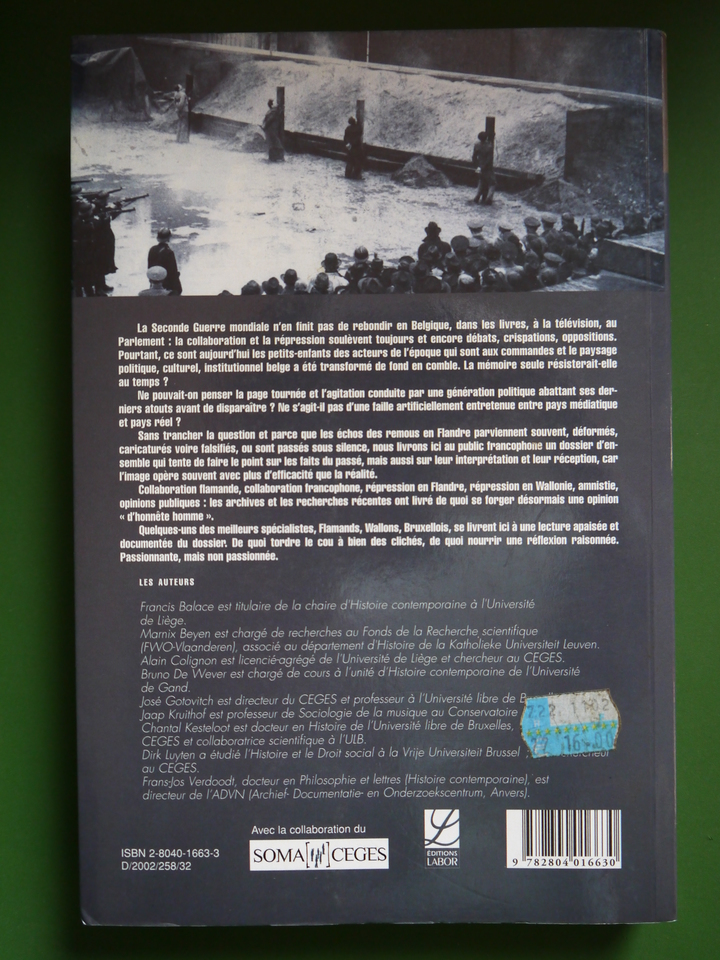 La Seconde Guerre mondiale n'en finit pas de rebondir en Belgique, dans les livres, à la télévision, au
Parlement : la collaboration et la répression soulèvent toujours et encore débats, crispations, oppositions.
Pourtant, ce sont aujourd'hui les petits-enfants des acteurs de l'époque qui sont aux commandes et le paysage
politique, culturel, institutionnel belge a été transformé de fond en comble. La mémoire seule résisterait-elle
au temps ?
Ne pouvait-on penser la page tournée et l'agitation conduite par une génération politique abattant ses der-
niers atouts avant de disparaître ? Ne s'agit-il pas d'une faille artificiellement entretenue entre pays médiatique
et pays réel ?
Sans trancher la question et parce que les échos des remous en Flandre parviennent souvent, déformés,
caricaturés voire falsifiés, ou sont passés sous silence, nous livrons ici au public francophone un dossier d'en-
semble qui tente de faire le point sur les faits du passé, mais aussi sur leur interprétation et leur réception, car
l'image opère souvent avec plus d'efficacité que la réalité.
Collaboration flamande, collaboration francophone, répression en Flandre, répression en Wallonie, amnistie,
opinions publiques : les archives et les recherches récentes ont livré de quoi se forger désormais une opinion
« d'honnête homme ».
Quelques-uns des meilleurs spécialistes, Flamands, Wallons, Bruxellois, se livrent ici à une lecture apaisée et
documentée du dossier. De quoi tordre le cou à bien des clichés, de quoi nourrir une réflexion raisonnée.
Passionnante, mais non passionnée.
LES AUTEURS
Francis Balace est titulaire de la chaire d'Histoire contemporaine à l'Université
de Liège.
Marnix Beyen est chargé de recherches au Fonds de la Recherche scientifique
(FWO-Vlaanderen), associé au département d'Histoire de la Katholieke Universiteit Leuven.
Alain Colignon est licencié-agrégé de l'Université de Liège et chercheur au CEGES.
Bruno De Wever est chargé de cours à l'unité d'Histoire contemporaine de l'Université
de Gand.
José Gotovitch est directeur du CEGES et professeur à l'Université libre de
Jaap Kruithof est professeur de Sociologie de la musique au Conservatoire
Chantal Kesteloot est docteur en Histoire de l'Université libre de Bruxelles,
CEGES et collaboratrice scientifique à l'ULB.
Dirk Luyten a étudié l'Histoire et le Droit social à la Vrije Universiteit Brussel ; chercheur
au CEGES.
Frans-Jos Verdoodt, docteur en Philosophie et lettres (Histoire contemporaine), est
directeur de l'ADVN (Archief- Documentatie- en Onderzoekscentrum, Anvers).
Avec la collaboration du
SOMA CEGES
ÉDITIONS
LABOR
ISBN 2-8040-1663-3
D/2002/258/32
9 782804 016630